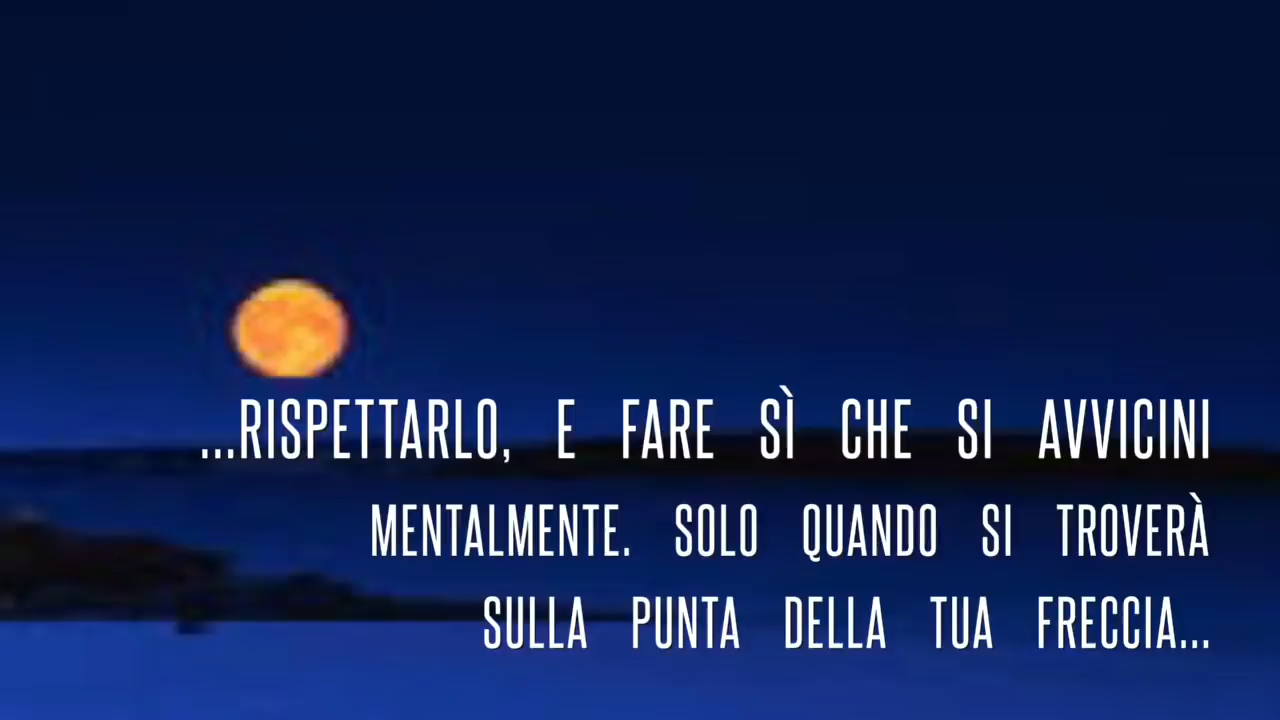 ...RISPETTARLO, E FARE SÌ CHE SI AVVICINI
MENTALMENTE. SOLO QUANDO SI TROVERÀ
SULLA PUNTA DELLA TUA FRECCIA...